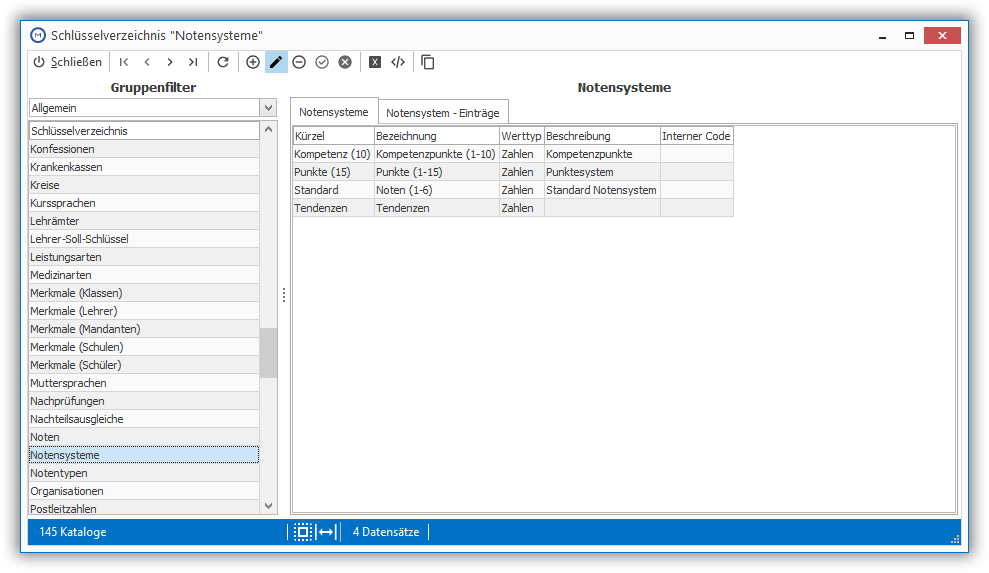 Schlüsselverzeichnis "Notensysteme"
Schließen
Gruppenfilter
Allgemein
Schlüsselverzeichnis
Konfessionen
Krankenkassen
Kreise
Kurssprachen
Lehrämter
Lehrer-Soll-Schlüssel
Leistungsarten
Medizinarten
Merkmale (Klassen)
Merkmale (Lehrer)
Merkmale (Mandanten)
Merkmale (Schulen)
Merkmale (Schüler)
Muttersprachen
Nachprüfungen
Nachteilsausgleiche
Noten
Notensysteme
Notentypen
Organisationen
Postleitzahlen
Notensysteme
Notensysteme Notensystem - Einträge
Kürzel Bezeichnung Werttyp Beschreibung Interner Code
Kompetenz (10) Kompetenzpunkte (1-10) Zahlen Kompetenzpunkte
Punkte (15) Punkte (1-15) Zahlen Punktesystem
Standard Noten (1-6) Zahlen Standard Notensystem
Tendenzen Tendenzen Zahlen
145 Kataloge 4 Datensätze